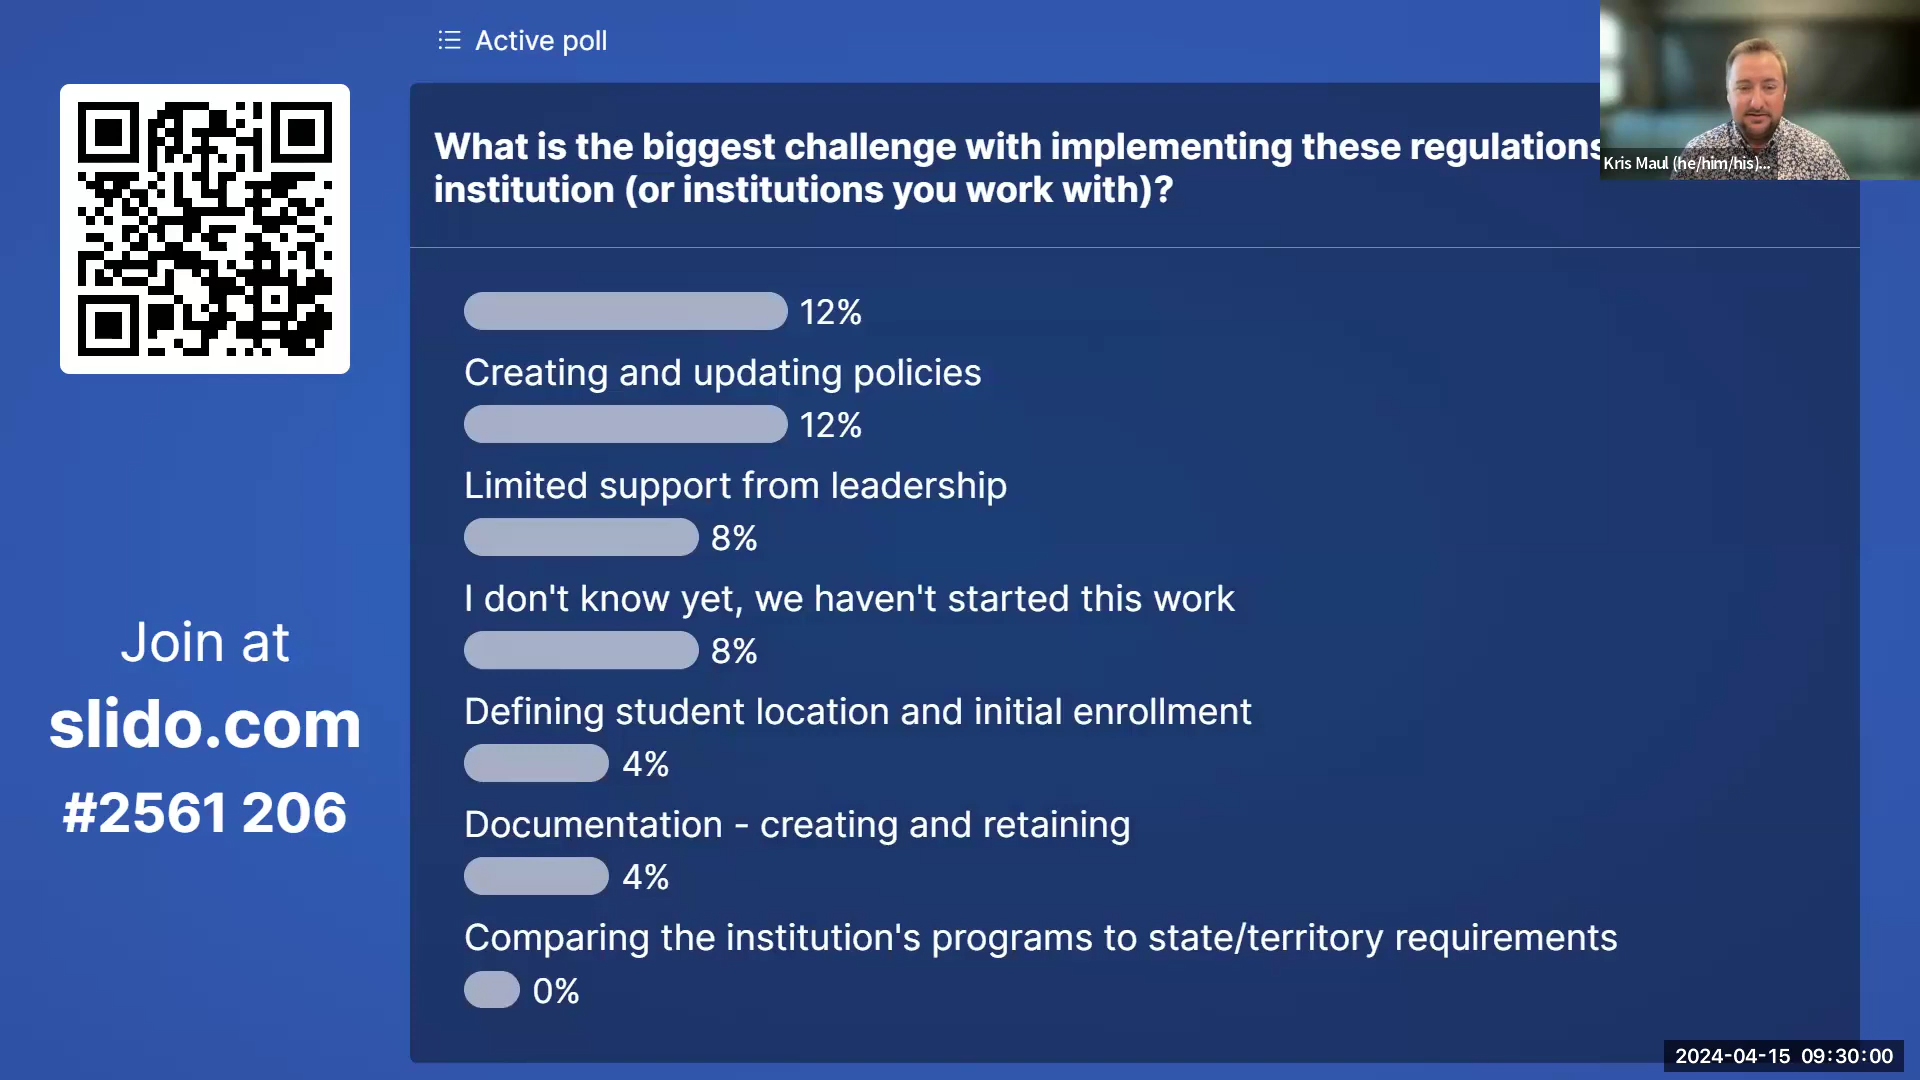 Active poll
What is the biggest challenge with implementing these regulations
institution (or institutions you work with)?
Kris Maul (he/him/his)...
12%
Creating and updating policies
12%
Limited support from leadership
8%
I don't know yet, we haven't started this work
8%
Defining student location and initial enrollment
4%
Documentation - creating and retaining
4%
Comparing the institution's programs to state/territory requirements
0%
Join at
slido.com
#2561 206
2024-04-15 09:30:00